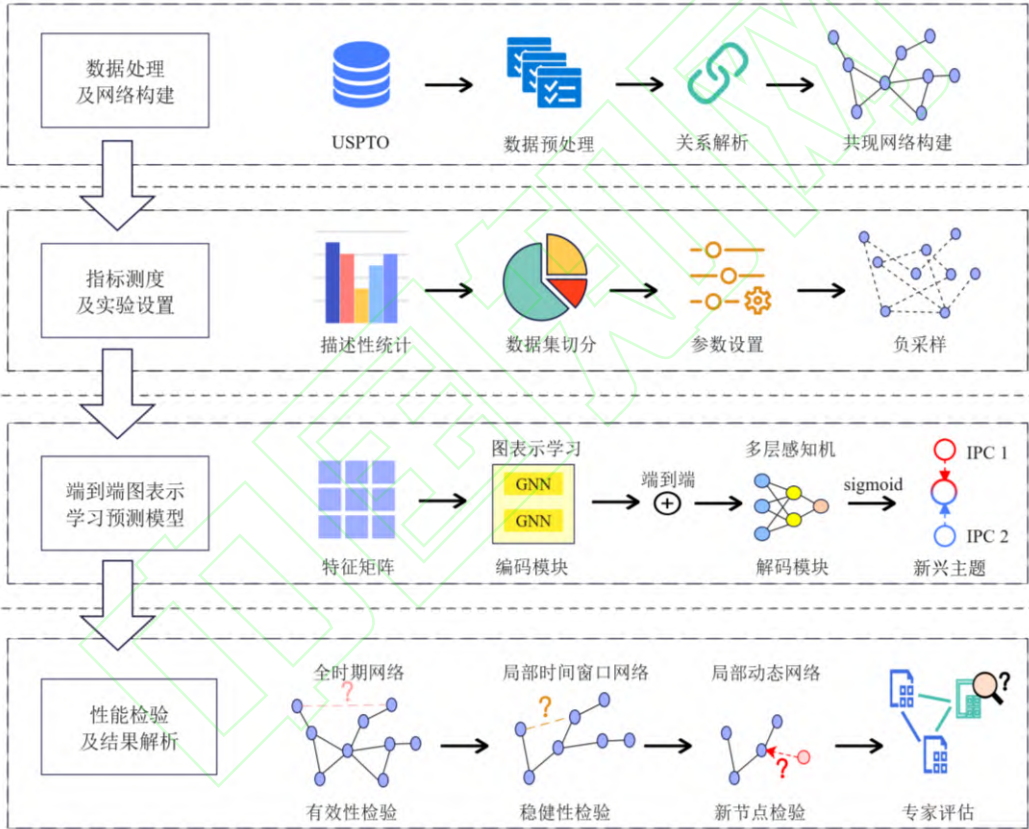 数据处理
及网络构建
USPTO
数据预处理
关系解析
共现网络构建
指标测度
及实验设置
描述性统计
数据集切分
参数设置
负采样
端到端图表示
学习预测模型
特征矩阵
图表示学习
GNN
GNN
编码模块
端到端
多层感知机
解码模块
sigmoid
IPC 1
IPC 2
新兴主题
性能检验
及结果解析
全时期网络
?
有效性检验
局部时间窗口网络
?
稳健性检验
局部动态网络
?
新节点检验
?
专家评估